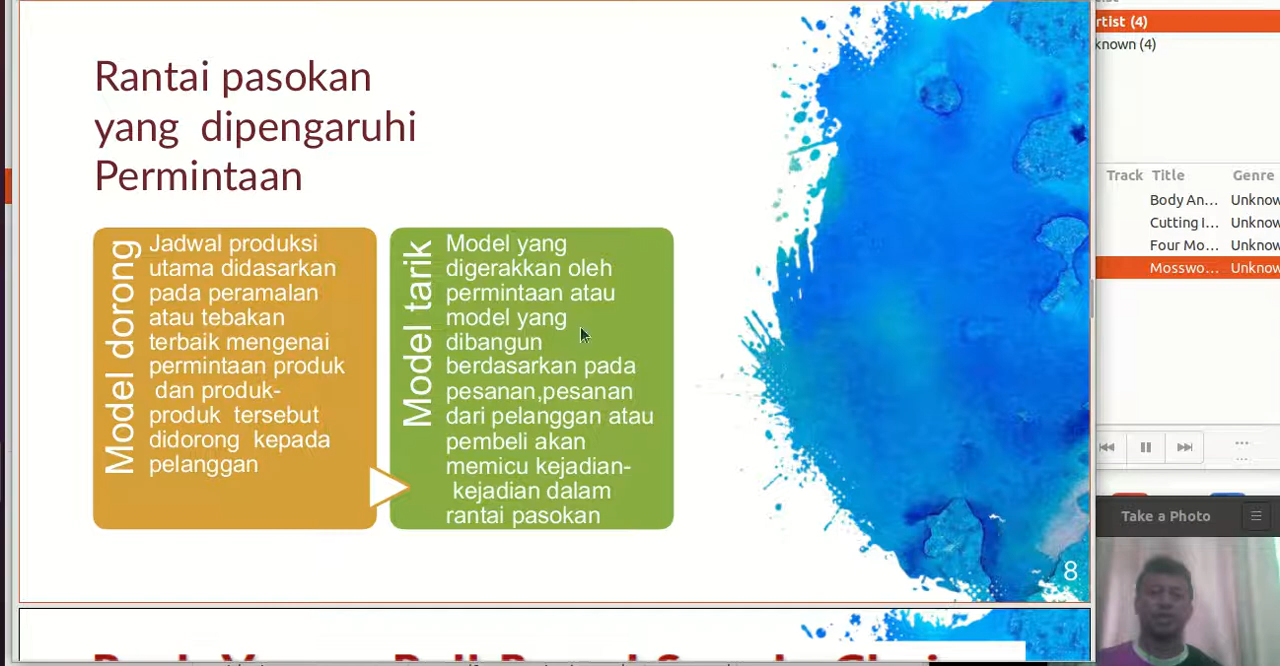 Rantai pasokan
yang dipengaruhi
Permintaan
Model dorong
Jadwal produksi
utama didasarkan
pada peramalan
atau tebakan
terbaik mengenai
permintaan produk
dan produk-
produk tersebut
didorong kepada
pelanggan
Model tarik
Model yang
digerakkan oleh
permintaan atau
model yang
dibangun
berdasarkan pada
pesanan,pesanan
dari pelanggan atau
pembeli akan
memicu kejadian-
kejadian dalam
rantai pasokan
8
rtist (4)
known (4)
Track Title Genre
Body An... Unknow
Cutting I... Unknow
Four Mo... Unknow
Mosswo... Unknow
Take a Photo